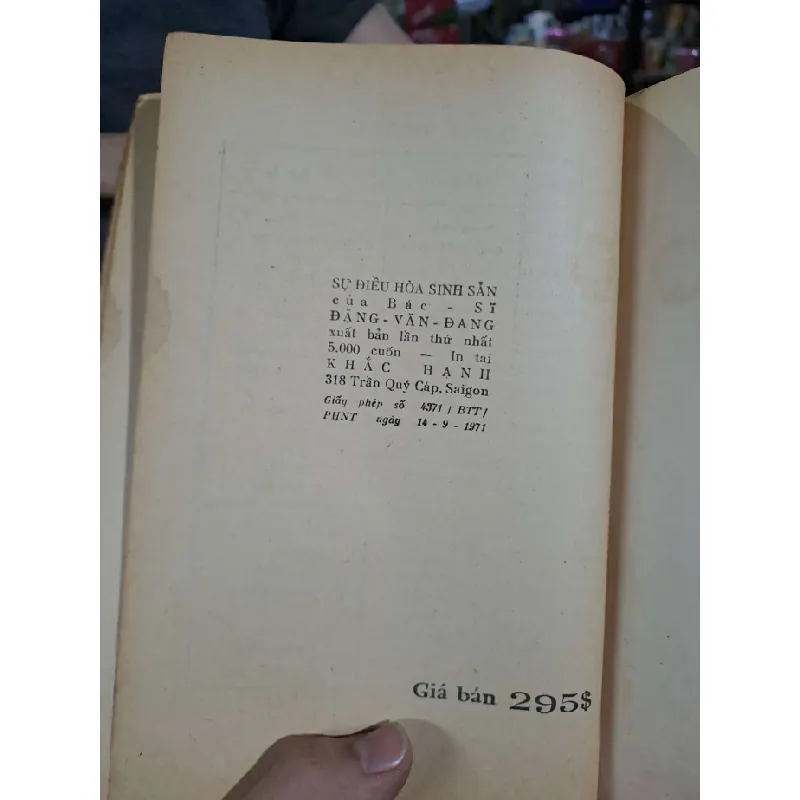 SỰ ĐIỀU HÒA SINH SẢN
của Bác - Sĩ
ĐẶNG - VĂN - ĐANG
xuất bản lần thứ nhất
5.000 cuốn — In tại
KHẮC HẠNH
318 Trần Quý Cáp, Saigon
Giấy phép số 4371 / BTT /
PHNT ngày 14 - 9 - 1971
Giá bán 295$